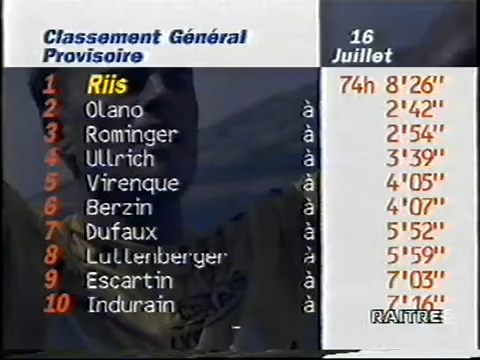 Classement Général
Provisoire
16
Juillet
1 Riis 74h 8'26"
2 Olano à 2'42"
3 Rominger à 2'54"
4 Ullrich à 3'39"
5 Virenque à 4'05"
6 Berzin à 4'07"
7 Dufaux à 5'52"
8 Luttenberger à 5'59"
9 Escartin à 7'03"
10 Indurain à 7'16"
RAITRE